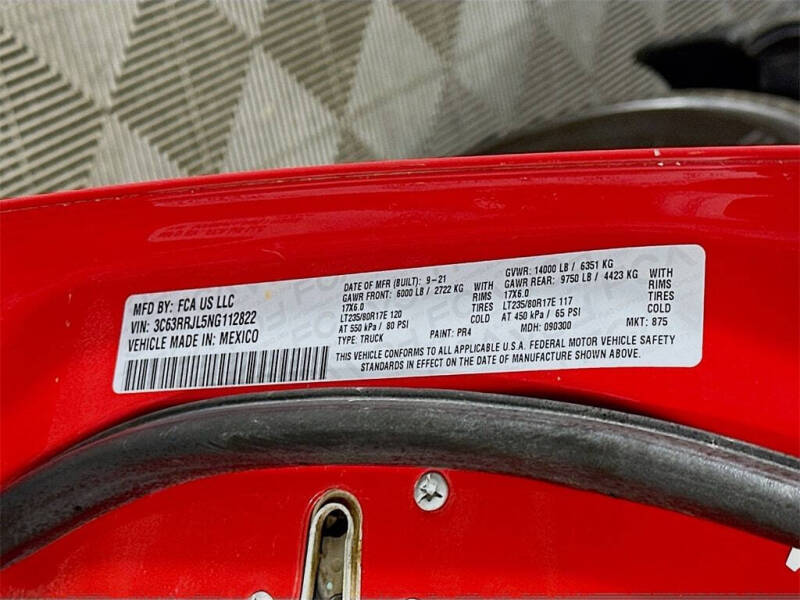 MFD BY: FCA US LLC
VIN: 3C63RRJL5NG112822
VEHICLE MADE IN: MEXICO
DATE OF MFR (BUILT): 9-21
GAWR FRONT: 6000 LB / 2722 KG WITH
17X6.0 RIMS
LT235/80R17E 120 TIRES
AT 550 kPa / 80 PSI COLD
TYPE: TRUCK PAINT: PR4
GVWR: 14000 LB / 6351 KG
GAWR REAR: 9750 LB / 4423 KG WITH
17X6.0 RIMS
LT235/80R17E 117 TIRES
AT 450 kPa / 65 PSI COLD
MDH: 090300 MKT: 875
THIS VEHICLE CONFORMS TO ALL APPLICABLE U.S.A. FEDERAL MOTOR VEHICLE SAFETY
STANDARDS IN EFFECT ON THE DATE OF MANUFACTURE SHOWN ABOVE.